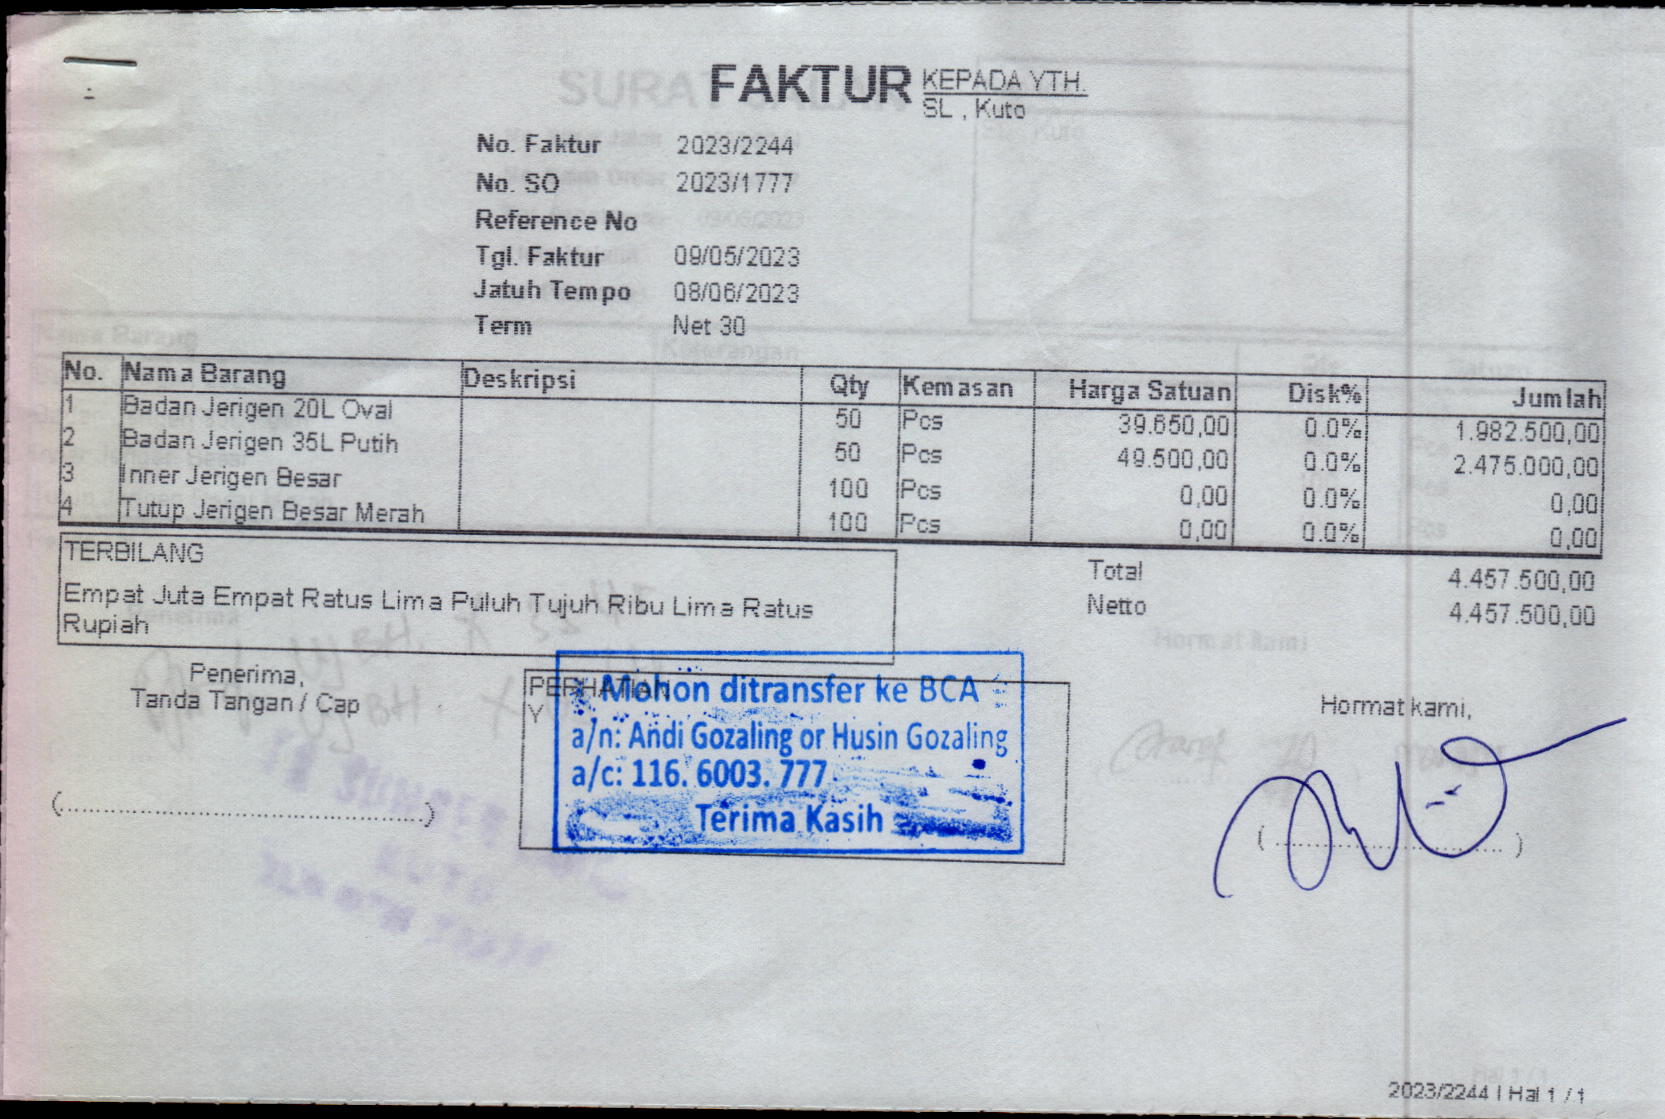 FAKTUR
KEPADA YTH.
SL , Kuto
No. Faktur 2023/2244
No. SO 2023/1777
Reference No
Tgl. Faktur 09/05/2023
Jatuh Tempo 08/06/2023
Term Net 30
No. Nama Barang Deskripsi Qty Kemasan Harga Satuan Disk% Jumlah
1 Badan Jerigen 20L Oval 50 Pcs 39.650,00 0.0% 1.982.500,00
2 Badan Jerigen 35L Putih 50 Pcs 49.500,00 0.0% 2.475.000,00
3 Inner Jerigen Besar 100 Pcs 0,00 0.0% 0,00
4 Tutup Jerigen Besar Merah 100 Pcs 0,00 0.0% 0,00
TERBILANG
Empat Juta Empat Ratus Lima Puluh Tujuh Ribu Lima Ratus
Rupiah
Total 4.457.500,00
Netto 4.457.500,00
Penerima,
Tanda Tangan / Cap
PERHATIAN
Y
Mohon ditransfer ke BCA
a/n: Andi Gozaling or Husin Gozaling
a/c: 116. 6003. 777
Terima Kasih
Hormat kami,
2023/2244 | Hal 1 / 1